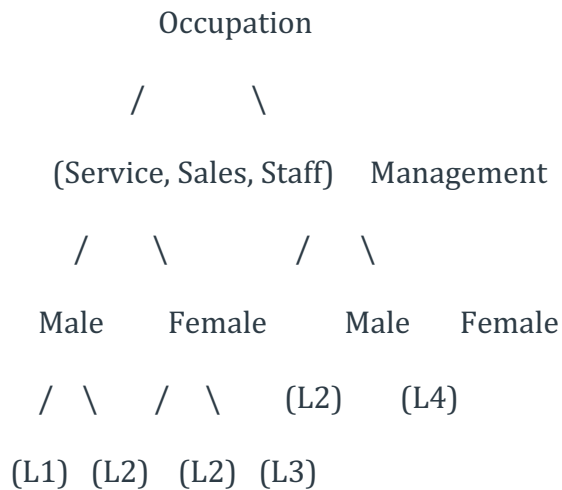 Occupation
/ \
(Service, Sales, Staff) Management
/ \ / \
Male Female Male Female
/ \ / \ (L2) (L4)
(L1) (L2) (L2) (L3)